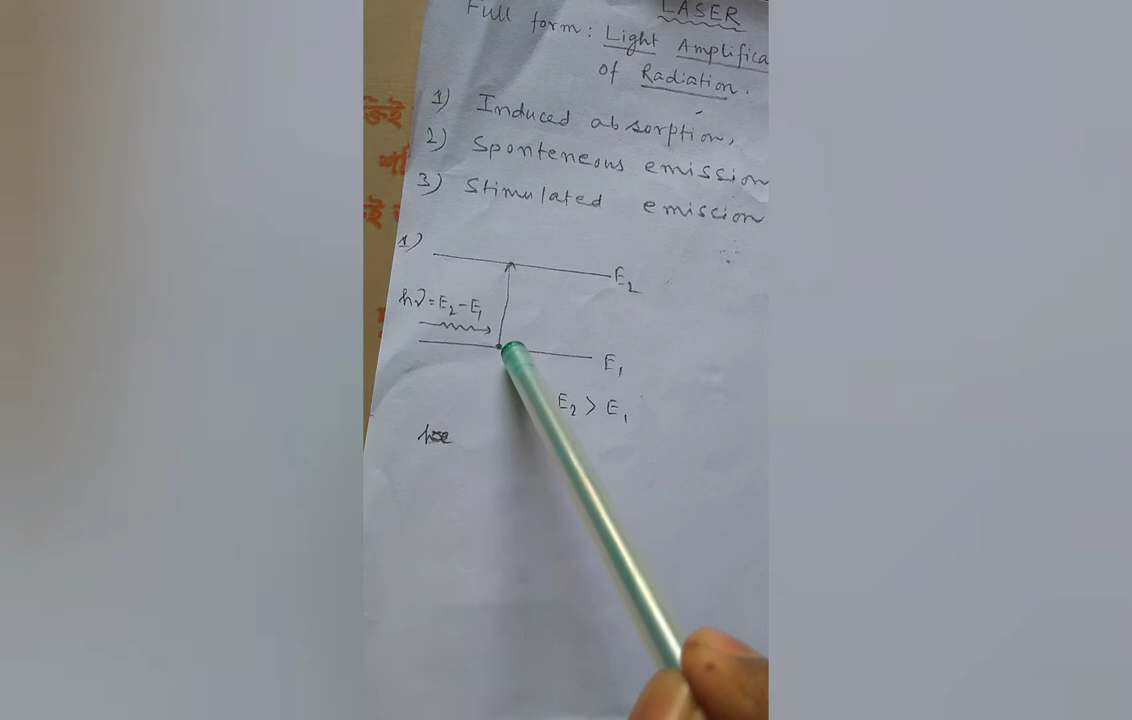 LASER
Full form: Light Amplifica
of Radiation.
1) Induced absorption,
2) Sponteneous emission
3) Stimulated emission
1)
E₂
hν = E₂ - E₁
E₁
E₂ > E₁